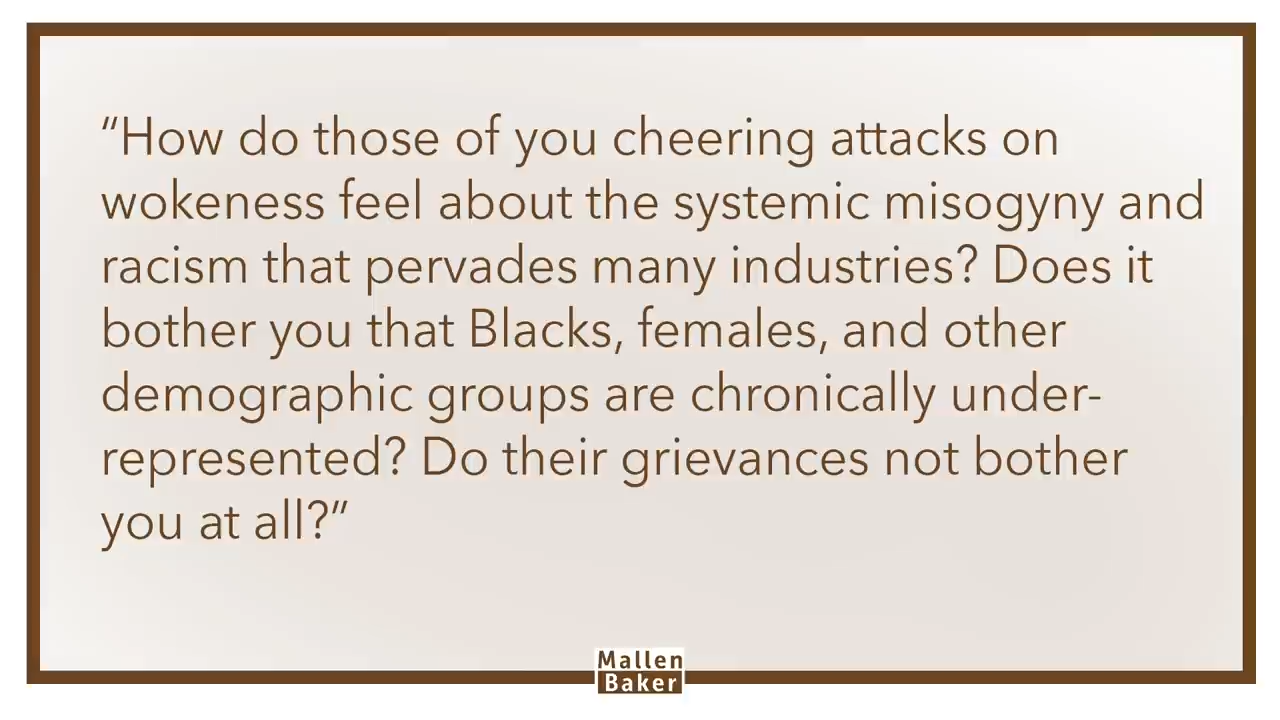 “How do those of you cheering attacks on
wokeness feel about the systemic misogyny and
racism that pervades many industries? Does it
bother you that Blacks, females, and other
demographic groups are chronically under-
represented? Do their grievances not bother
you at all?”
Mallen
Baker